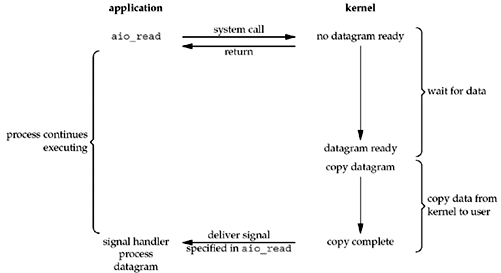 application kernel
aio_read system call no datagram ready
return
wait for data
process continues
executing
datagram ready
copy datagram
copy data from
kernel to user
deliver signal
signal handler specified in aio_read copy complete
process
datagram